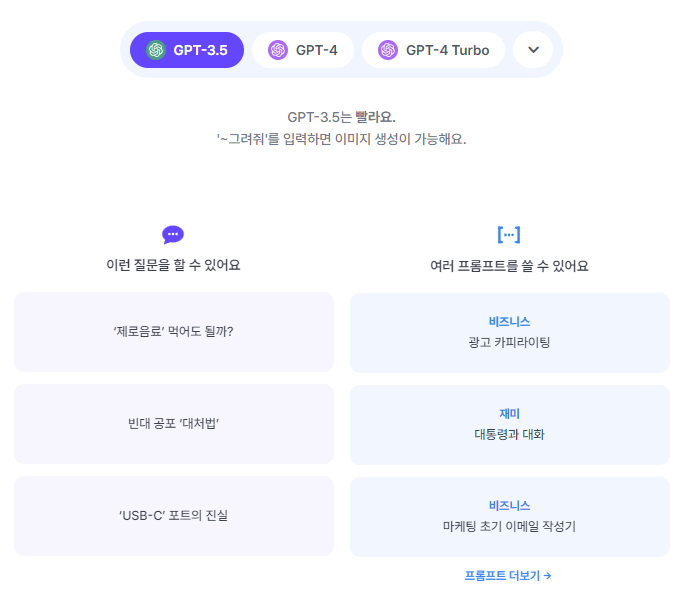 GPT-3.5
GPT-4
GPT-4 Turbo
GPT-3.5는 빨라요.
'~그려줘'를 입력하면 이미지 생성이 가능해요.
이런 질문을 할 수 있어요
‘제로음료’ 먹어도 될까?
빈대 공포 ‘대처법’
‘USB-C’ 포트의 진실
여러 프롬프트를 쓸 수 있어요
비즈니스
광고 카피라이팅
재미
대통령과 대화
비즈니스
마케팅 초기 이메일 작성기
프롬프트 더보기 →